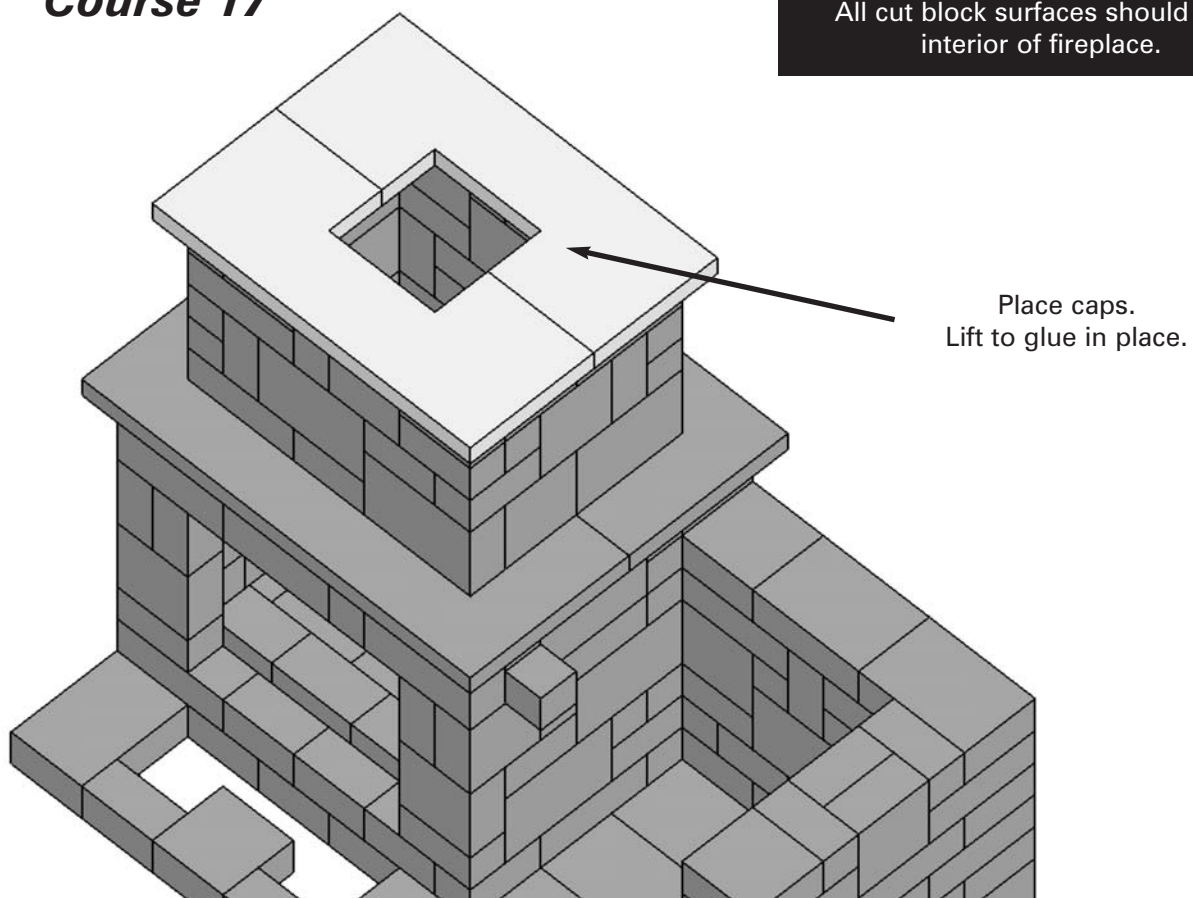 Course 17
All cut block surfaces should
interior of fireplace.
Place caps.
Lift to glue in place.